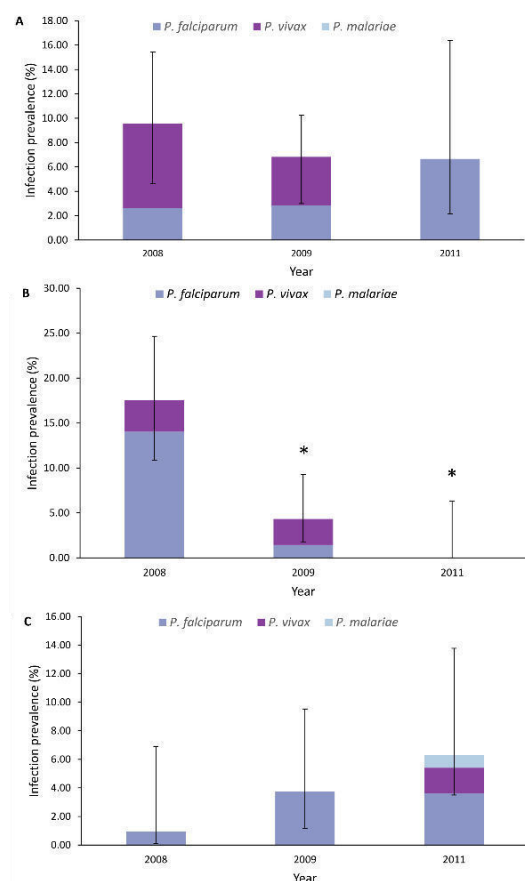 A
P. falciparum P. vivax P. malariae
Infection prevalence (%)
18.00
16.00
14.00
12.00
10.00
8.00
6.00
4.00
2.00
0.00
2008 2009 2011
Year
B
P. falciparum P. vivax P. malariae
Infection prevalence (%)
30.00
25.00
20.00
15.00
10.00
5.00
0.00
* *
2008 2009 2011
Year
C
P. falciparum P. vivax P. malariae
Infection prevalence (%)
16.00
14.00
12.00
10.00
8.00
6.00
4.00
2.00
0.00
2008 2009 2011
Year